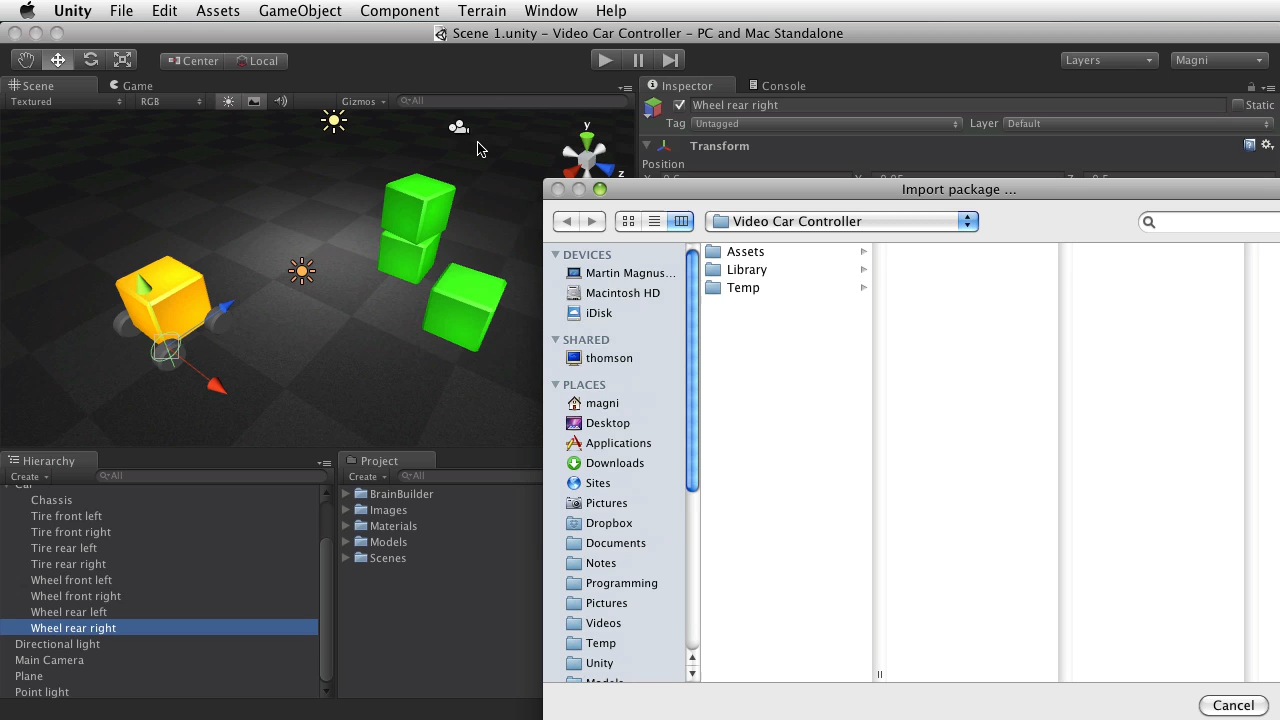 Unity File Edit Assets GameObject Component Terrain Window Help
Scene 1.unity – Video Car Controller – PC and Mac Standalone
Center Local Layers Magni
Scene Game Inspector Console
Textured RGB Gizmos All
Wheel rear right Static
Tag Untagged Layer Default
Transform
Position
y
z
Import package ...
Video Car Controller
DEVICES
Martin Magnus...
Macintosh HD
iDisk
SHARED
thomson
PLACES
magni
Desktop
Applications
Downloads
Sites
Pictures
Dropbox
Documents
Notes
Programming
Pictures
Videos
Temp
Unity
Assets
Library
Temp
Cancel
Hierarchy
Create All
Chassis
Tire front left
Tire front right
Tire rear left
Tire rear right
Wheel front left
Wheel front right
Wheel rear left
Wheel rear right
Directional light
Main Camera
Plane
Point light
Project
Create All
BrainBuilder
Images
Materials
Models
Scenes